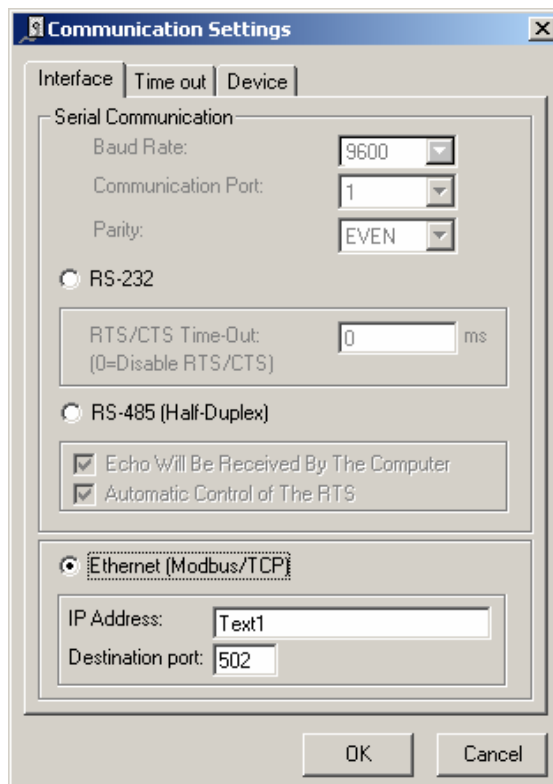 Communication Settings
Interface Time out Device
Serial Communication
Baud Rate: 9600
Communication Port: 1
Parity: EVEN
RS-232
RTS/CTS Time-Out: 0 ms
(0=Disable RTS/CTS)
RS-485 (Half-Duplex)
Echo Will Be Received By The Computer
Automatic Control of The RTS
Ethernet (Modbus/TCP)
IP Address: Text1
Destination port: 502
OK Cancel